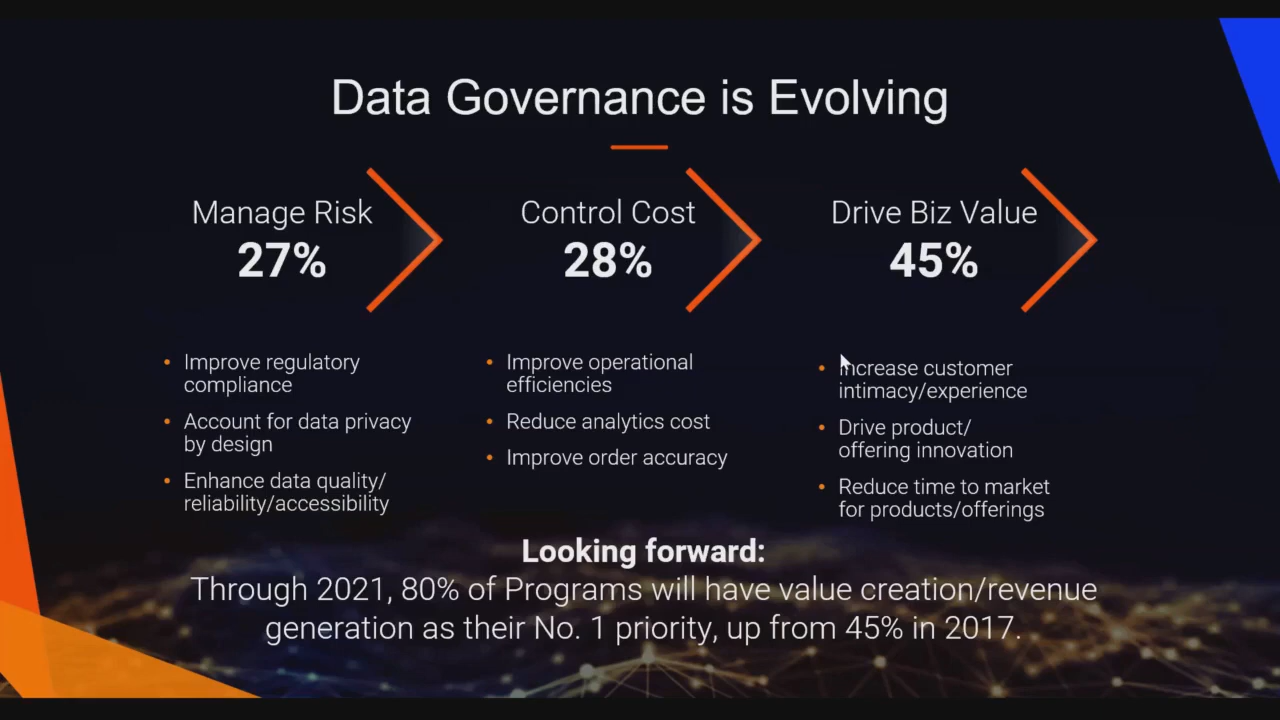 Data Governance is Evolving
Manage Risk
27%
Control Cost
28%
Drive Biz Value
45%
• Improve regulatory
compliance
• Account for data privacy
by design
• Enhance data quality/
reliability/accessibility
• Improve operational
efficiencies
• Reduce analytics cost
• Improve order accuracy
• Increase customer
intimacy/experience
• Drive product/
offering innovation
• Reduce time to market
for products/offerings
Looking forward:
Through 2021, 80% of Programs will have value creation/revenue
generation as their No. 1 priority, up from 45% in 2017.